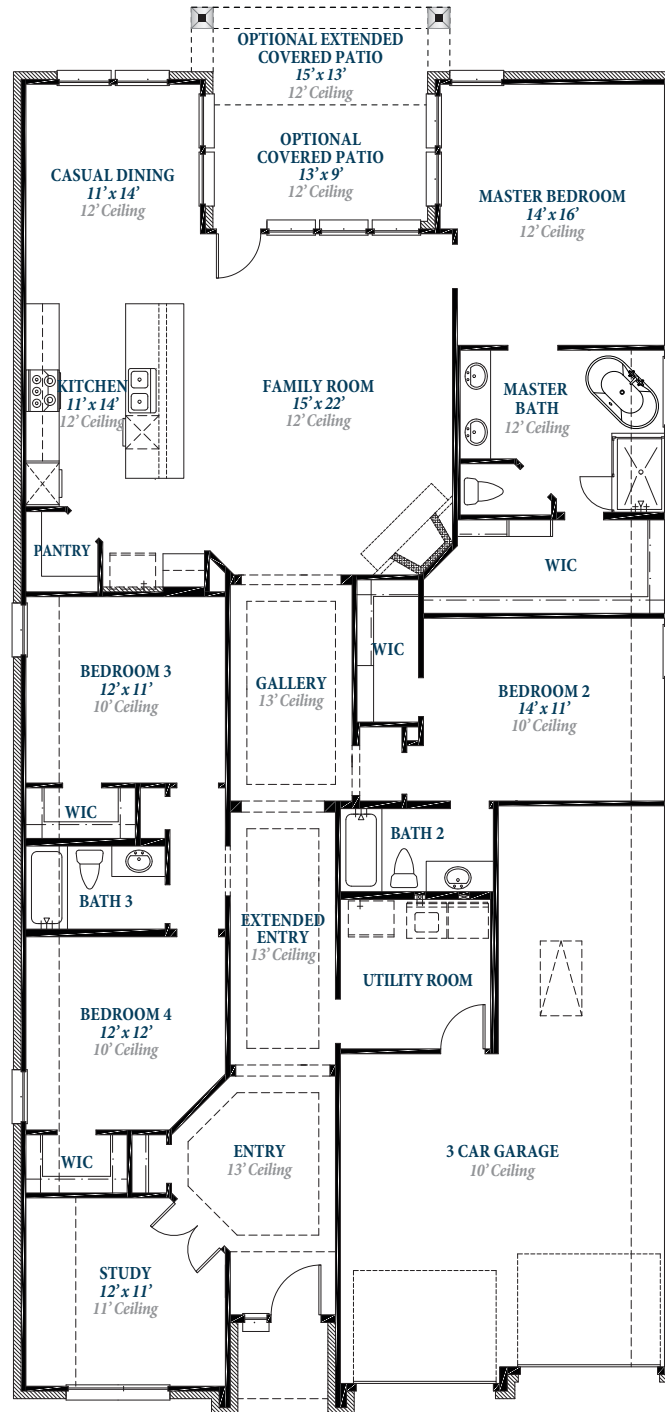 OPTIONAL EXTENDED
COVERED PATIO
15' x 13'
12' Ceiling
OPTIONAL
COVERED PATIO
13' x 9'
12' Ceiling
CASUAL DINING
11' x 14'
12' Ceiling
MASTER BEDROOM
14' x 16'
12' Ceiling
KITCHEN
11' x 14'
12' Ceiling
FAMILY ROOM
15' x 22'
12' Ceiling
MASTER
BATH
12' Ceiling
PANTRY
WIC
WIC
BEDROOM 3
12' x 11'
10' Ceiling
GALLERY
13' Ceiling
BEDROOM 2
14' x 11'
10' Ceiling
WIC
BATH 2
BATH 3
EXTENDED
ENTRY
13' Ceiling
UTILITY ROOM
BEDROOM 4
12' x 12'
10' Ceiling
WIC
ENTRY
13' Ceiling
3 CAR GARAGE
10' Ceiling
STUDY
12' x 11'
11' Ceiling